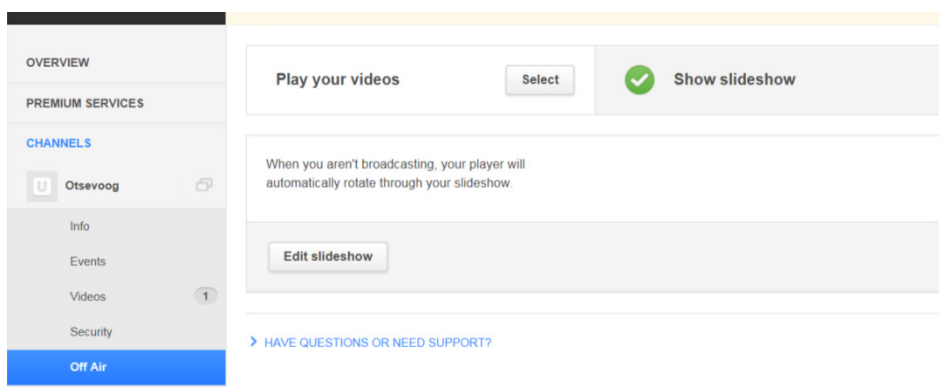 OVERVIEW
PREMIUM SERVICES
CHANNELS
U Otsevoog
Info
Events
Videos 1
Security
Off Air
Play your videos Select Show slideshow
When you aren't broadcasting, your player will
automatically rotate through your slideshow.
Edit slideshow
HAVE QUESTIONS OR NEED SUPPORT?